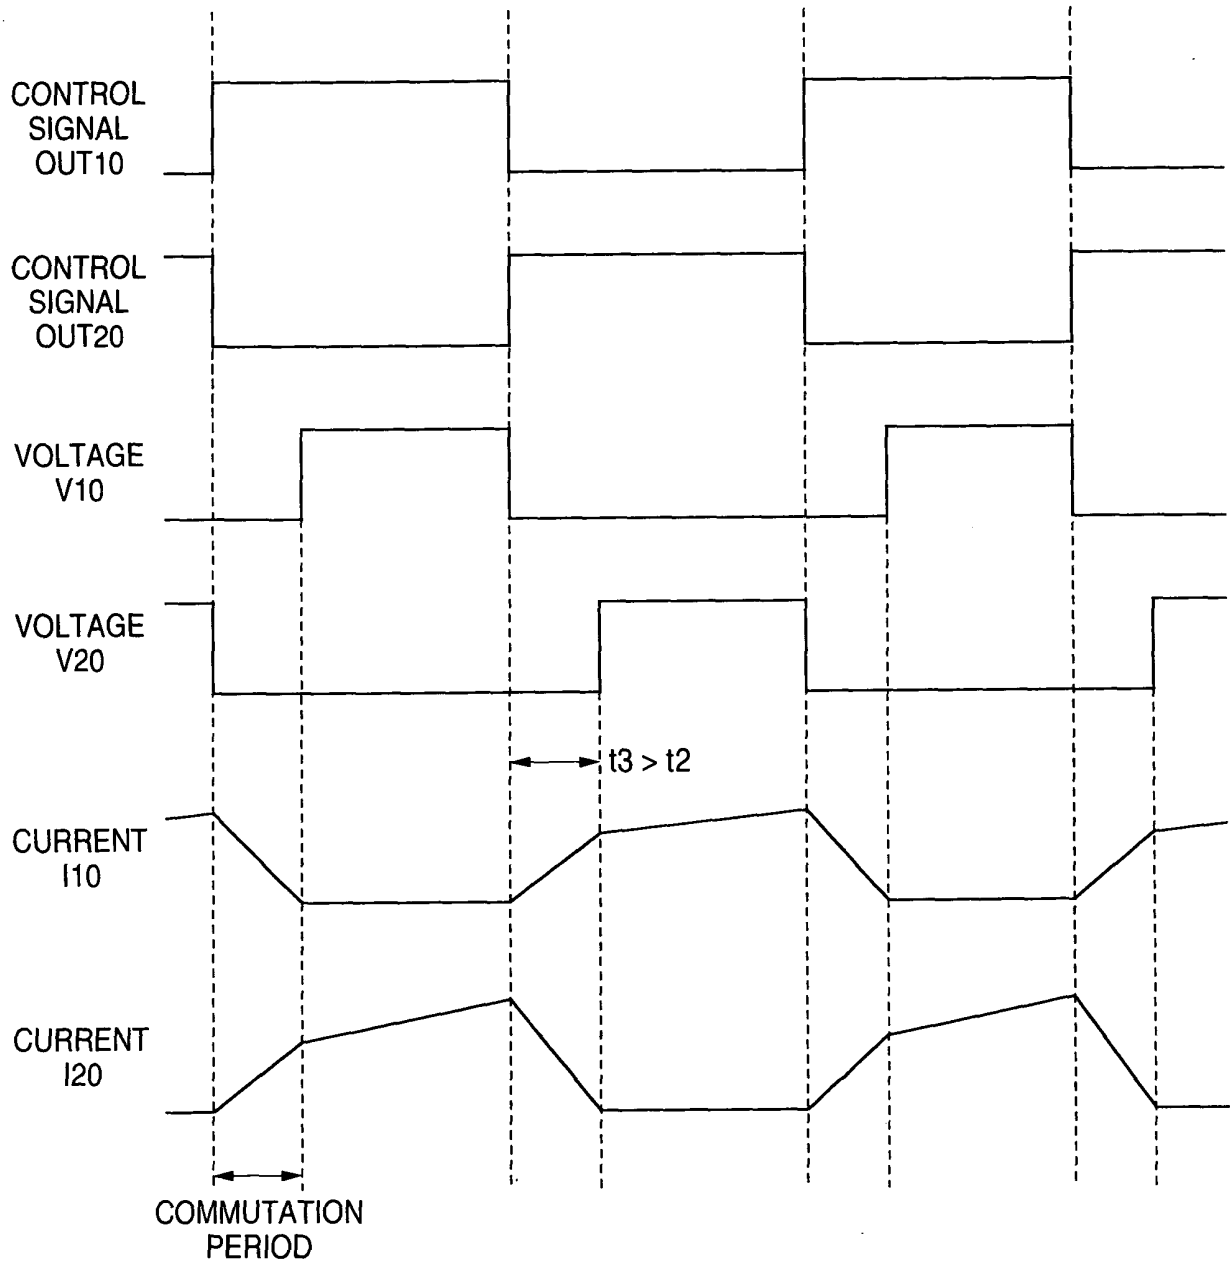 CONTROL
SIGNAL
OUT10
CONTROL
SIGNAL
OUT20
VOLTAGE
V10
VOLTAGE
V20
t3 > t2
CURRENT
I10
CURRENT
I20
COMMUTATION
PERIOD